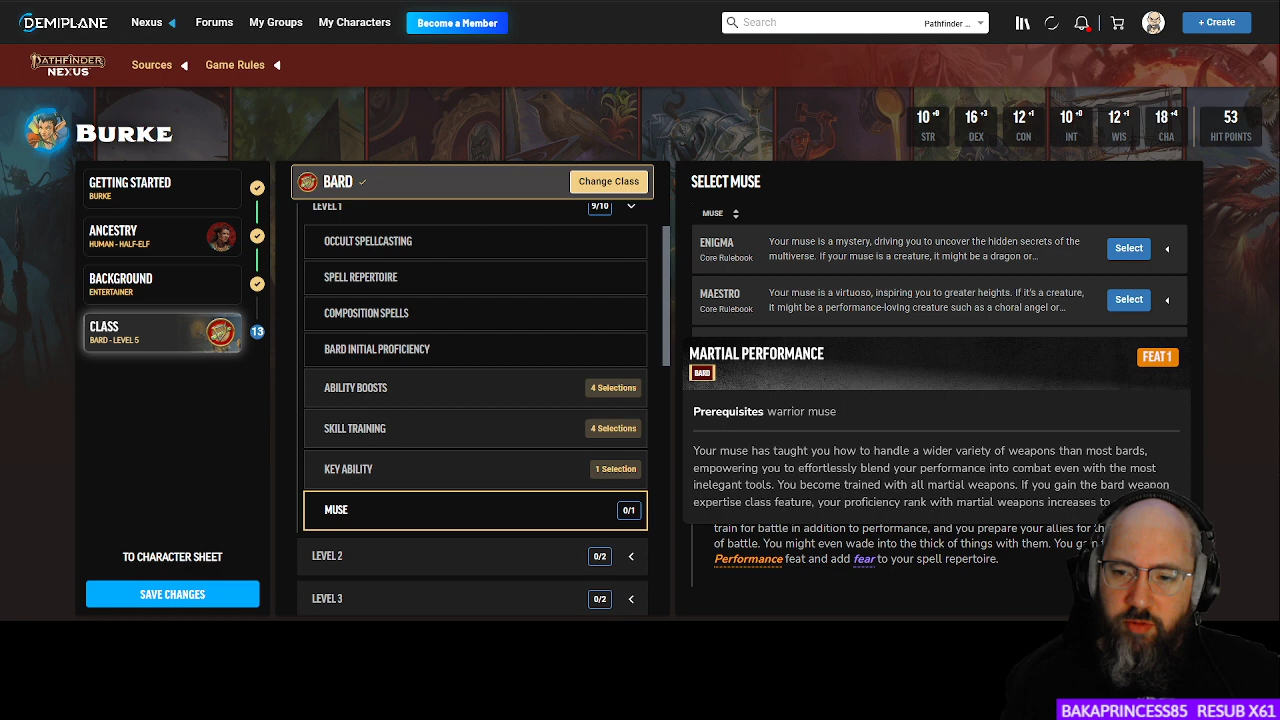 DEMIPLANE
Nexus
Forums
My Groups
My Characters
Become a Member
Search
Pathfinder ...
+ Create
PATHFINDER
NEXUS
Sources
Game Rules
BURKE
10 +0
STR
16 +3
DEX
12 +1
CON
10 +0
INT
12 +1
WIS
18 +4
CHA
53
HIT POINTS
GETTING STARTED
BURKE
ANCESTRY
HUMAN - HALF-ELF
BACKGROUND
ENTERTAINER
CLASS
BARD - LEVEL 5
13
TO CHARACTER SHEET
SAVE CHANGES
BARD
Change Class
LEVEL 1
9/10
OCCULT SPELLCASTING
SPELL REPERTOIRE
COMPOSITION SPELLS
BARD INITIAL PROFICIENCY
ABILITY BOOSTS
4 Selections
SKILL TRAINING
4 Selections
KEY ABILITY
1 Selection
MUSE
0/1
LEVEL 2
0/2
LEVEL 3
0/2
SELECT MUSE
MUSE
ENIGMA
Core Rulebook
Your muse is a mystery, driving you to uncover the hidden secrets of the
multiverse. If your muse is a creature, it might be a dragon or...
Select
MAESTRO
Core Rulebook
Your muse is a virtuoso, inspiring you to greater heights. If it's a creature,
it might be a performance-loving creature such as a choral angel or...
Select
MARTIAL PERFORMANCE
FEAT 1
BARD
Prerequisites warrior muse
Your muse has taught you how to handle a wider variety of weapons than most bards,
empowering you to effortlessly blend your performance into combat even with the most
inelegant tools. You become trained with all martial weapons. If you gain the bard weapon
expertise class feature, your proficiency rank with martial weapons increases to
train for battle in addition to performance, and you prepare your allies for
of battle. You might even wade into the thick of things with them. You
Performance feat and add fear to your spell repertoire.
BAKAPRINCESS85 RESUB X61